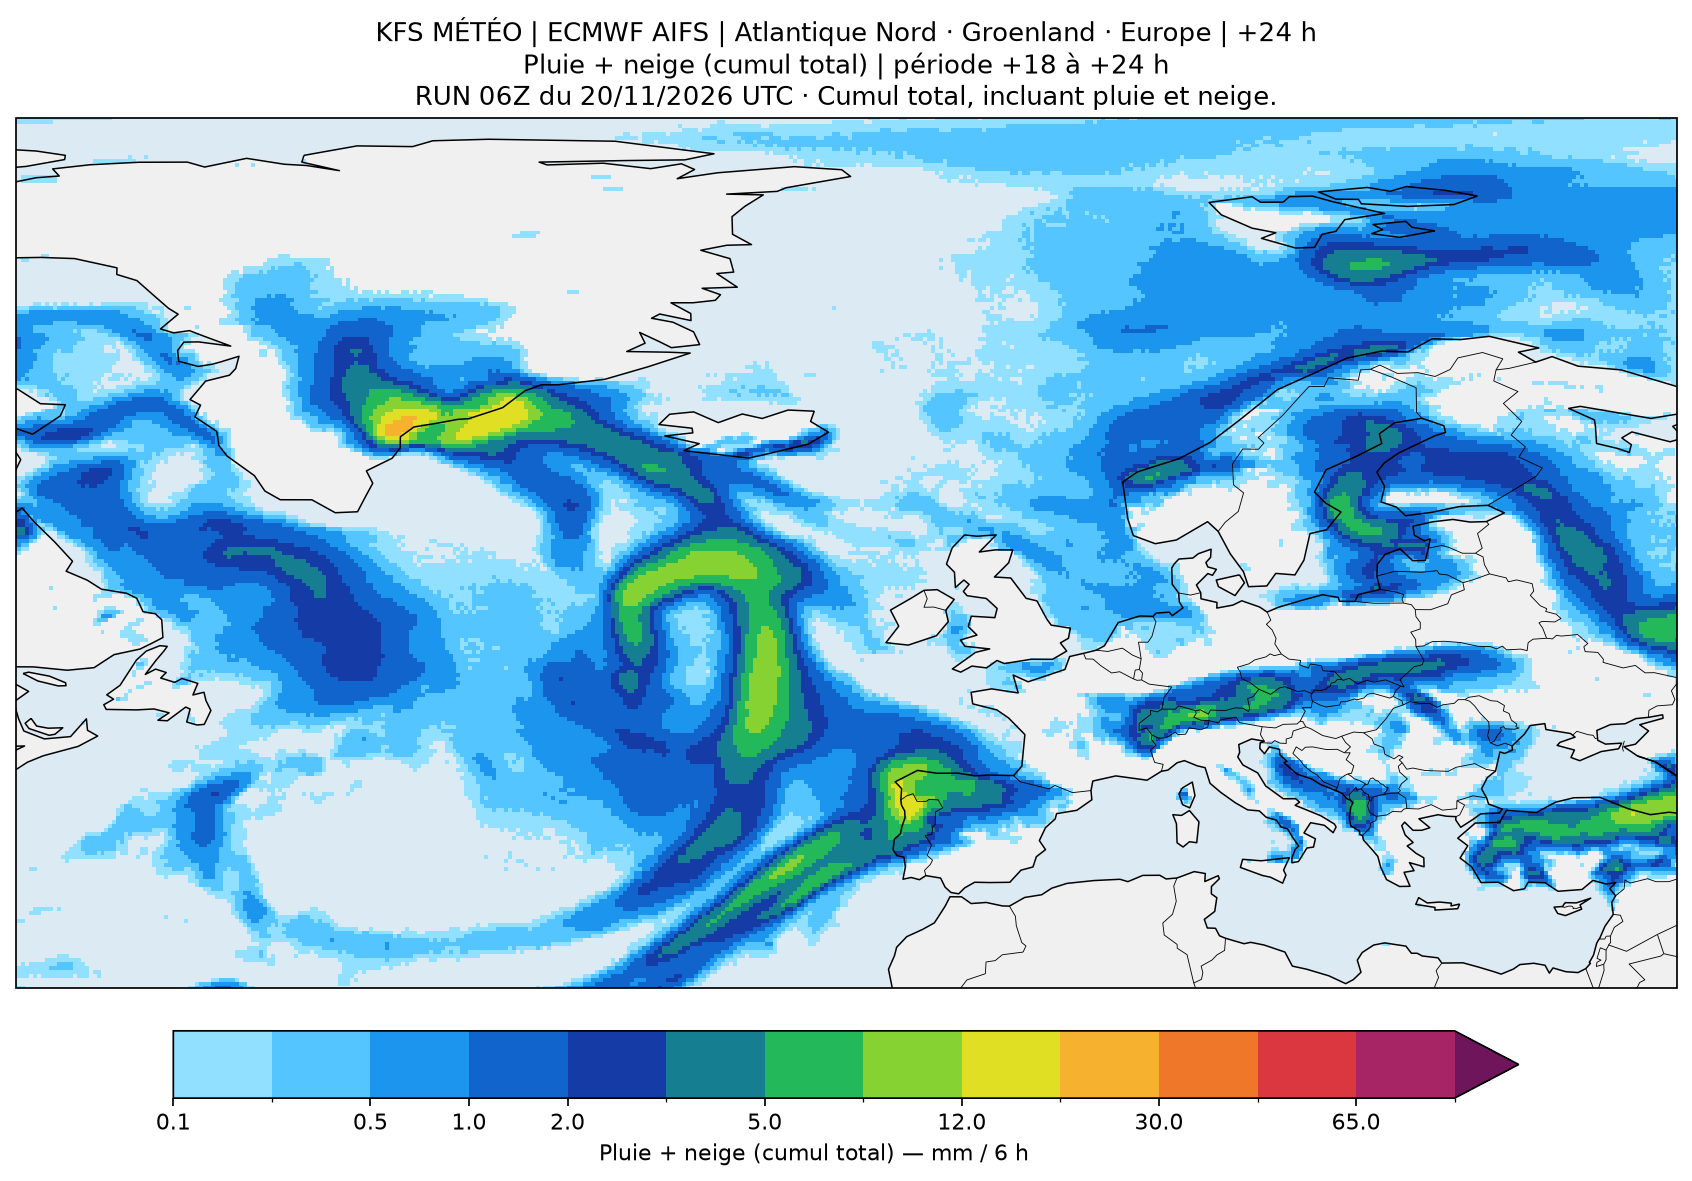 KFS MÉTÉO | ECMWF AIFS | Atlantique Nord · Groenland · Europe | +24 h
Pluie + neige (cumul total) | période +18 à +24 h
RUN 06Z du 20/11/2026 UTC · Cumul total, incluant pluie et neige.
0.1 0.5 1.0 2.0 5.0 12.0 30.0 65.0
Pluie + neige (cumul total) — mm / 6 h